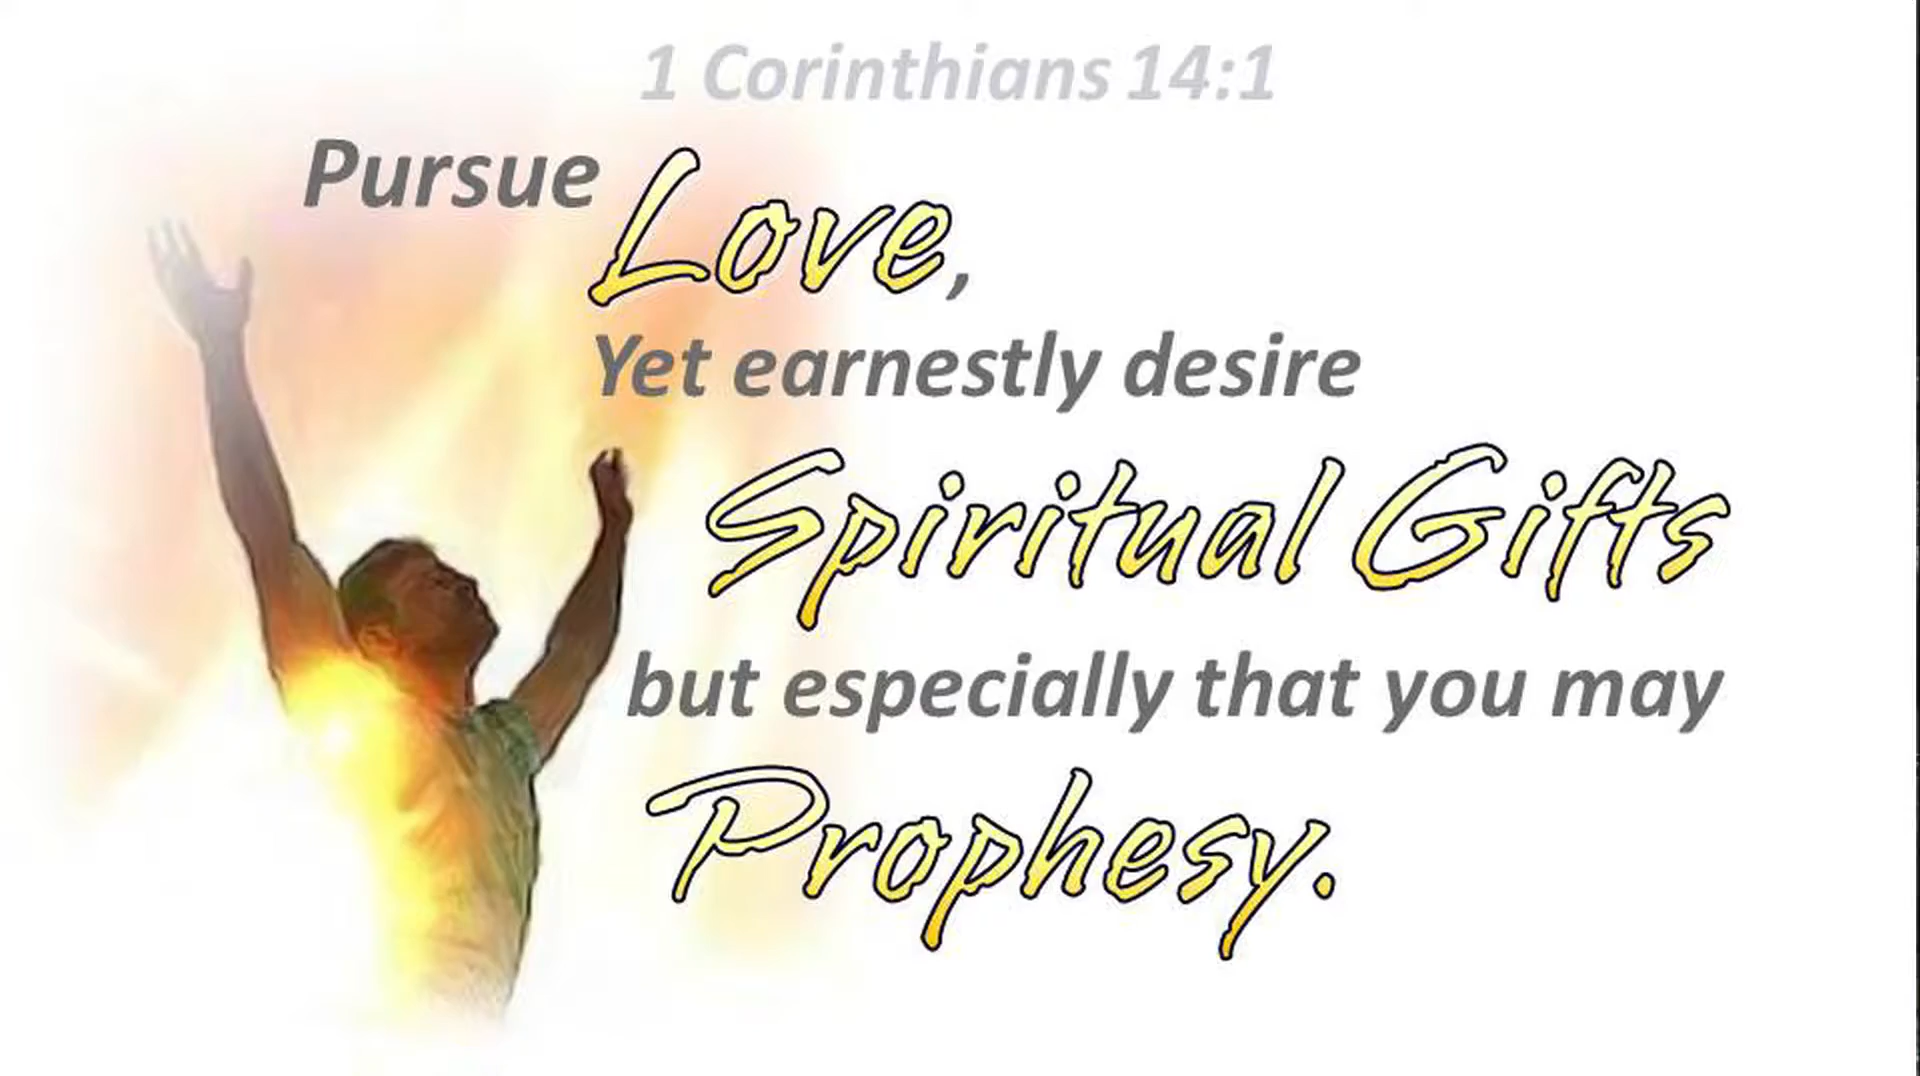 1 Corinthians 14:1
Pursue Love,
Yet earnestly desire
Spiritual Gifts
but especially that you may
Prophesy.